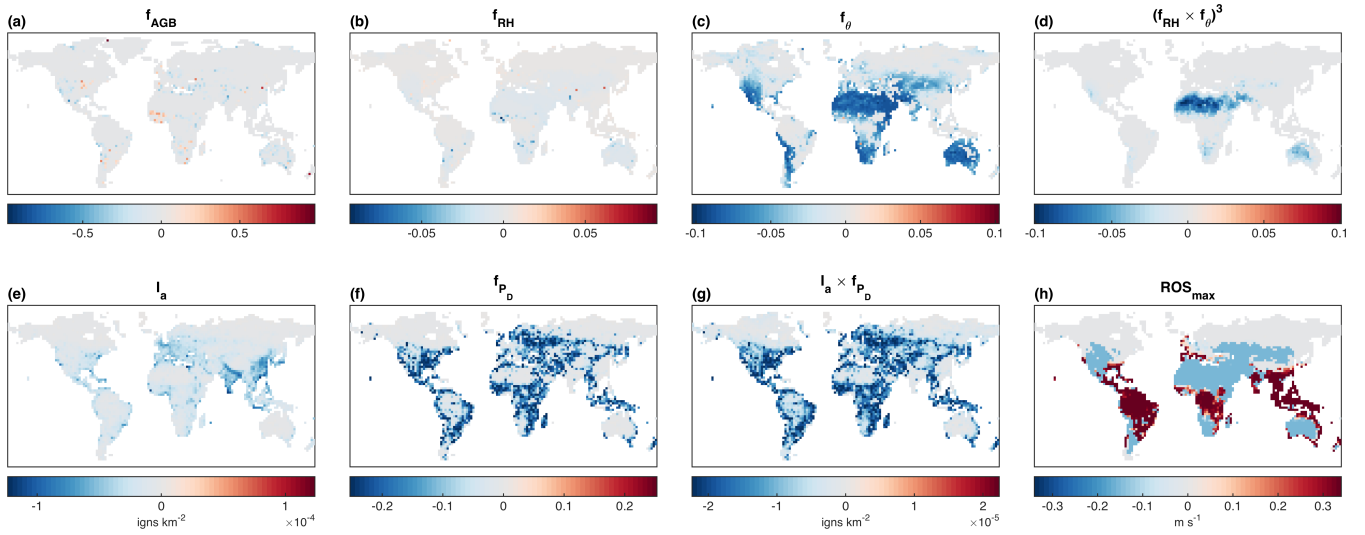 (a) f_AGB
(b) f_RH
(c) f_θ
(d) (f_RH × f_θ)^3
-0.5 0 0.5
-0.05 0 0.05
-0.1 -0.05 0 0.05 0.1
-0.1 -0.05 0 0.05 0.1
(e) I_a
(f) f_P_D
(g) I_a × f_P_D
(h) ROS_max
-1 0 1
igns km^-2 ×10^-4
-0.2 -0.1 0 0.1 0.2
-2 -1 0 1 2
igns km^-2 ×10^-5
-0.3 -0.2 -0.1 0 0.1 0.2 0.3
m s^-1